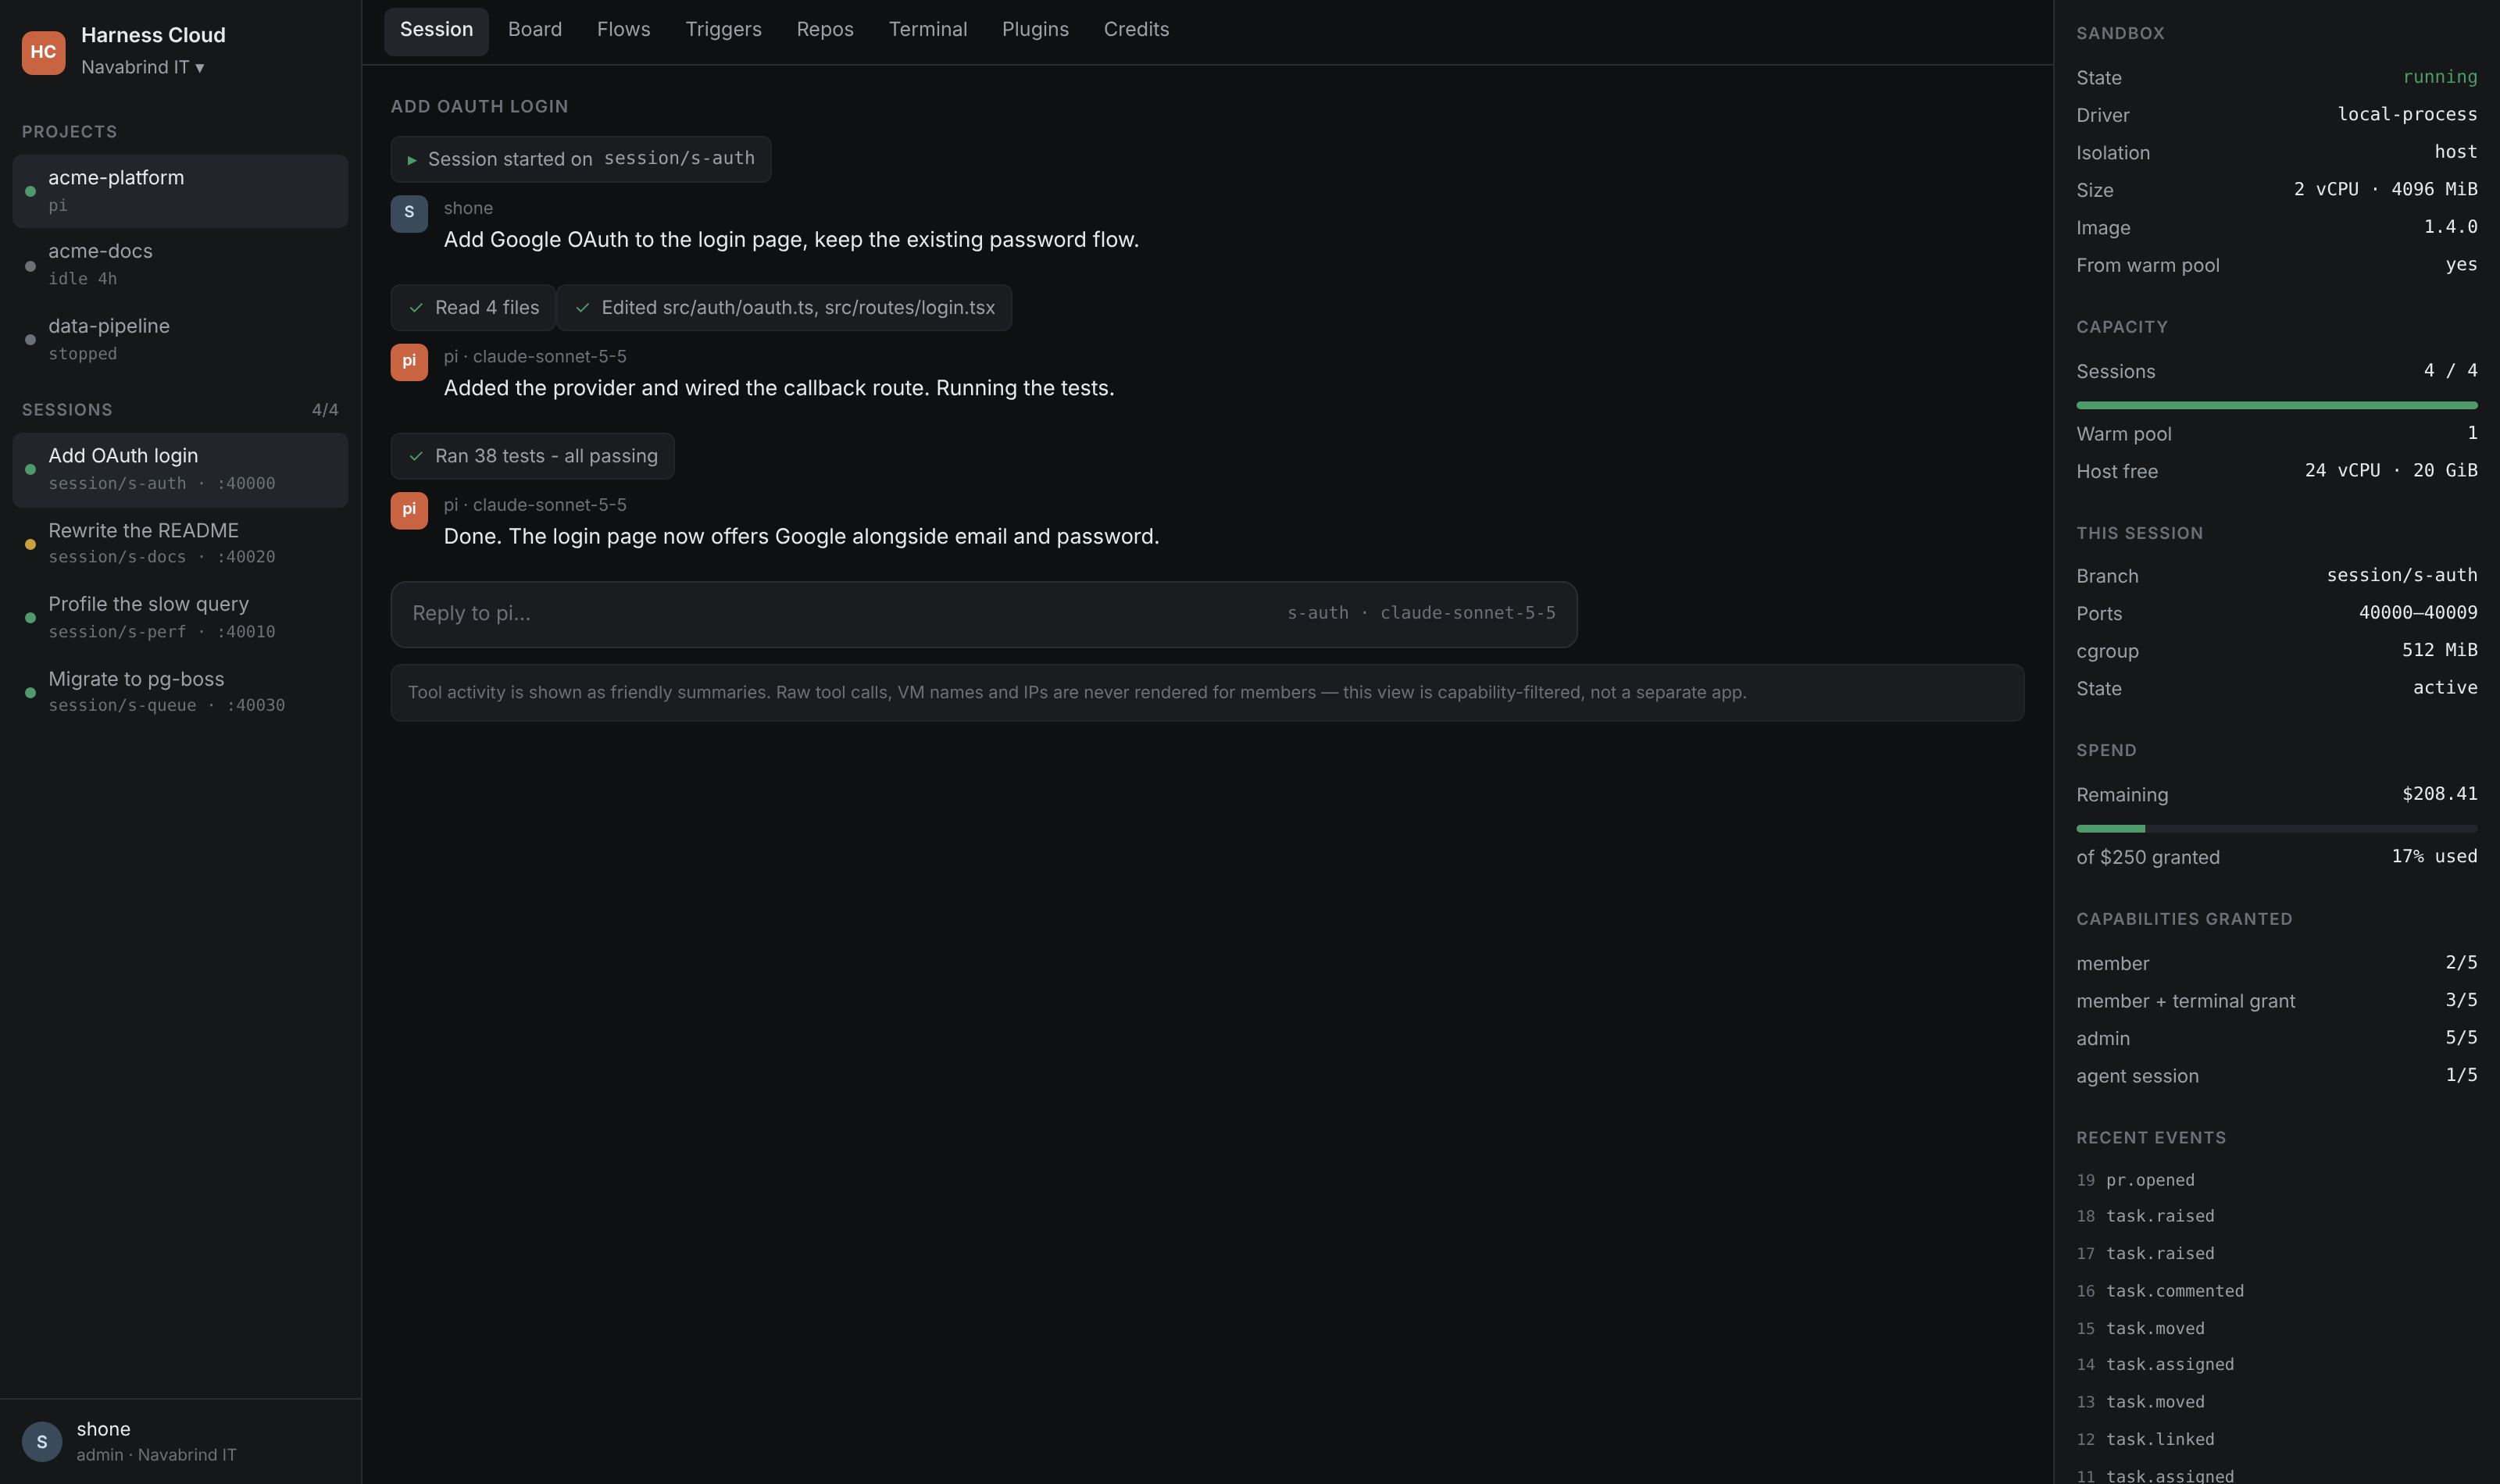 HC
Harness Cloud
Navabrind IT ▾
PROJECTS
acme-platform
pi
acme-docs
idle 4h
data-pipeline
stopped
SESSIONS 4/4
Add OAuth login
session/s-auth · :40000
Rewrite the README
session/s-docs · :40020
Profile the slow query
session/s-perf · :40010
Migrate to pg-boss
session/s-queue · :40030
S
shone
admin · Navabrind IT
Session Board Flows Triggers Repos Terminal Plugins Credits
ADD OAUTH LOGIN
▸ Session started on session/s-auth
S
shone
Add Google OAuth to the login page, keep the existing password flow.
✓ Read 4 files ✓ Edited src/auth/oauth.ts, src/routes/login.tsx
pi
pi · claude-sonnet-5-5
Added the provider and wired the callback route. Running the tests.
✓ Ran 38 tests - all passing
pi
pi · claude-sonnet-5-5
Done. The login page now offers Google alongside email and password.
Reply to pi... s-auth · claude-sonnet-5-5
Tool activity is shown as friendly summaries. Raw tool calls, VM names and IPs are never rendered for members — this view is capability-filtered, not a separate app.
SANDBOX
State running
Driver local-process
Isolation host
Size 2 vCPU · 4096 MiB
Image 1.4.0
From warm pool yes
CAPACITY
Sessions 4 / 4
Warm pool 1
Host free 24 vCPU · 20 GiB
THIS SESSION
Branch session/s-auth
Ports 40000–40009
cgroup 512 MiB
State active
SPEND
Remaining $208.41
of $250 granted 17% used
CAPABILITIES GRANTED
member 2/5
member + terminal grant 3/5
admin 5/5
agent session 1/5
RECENT EVENTS
19 pr.opened
18 task.raised
17 task.raised
16 task.commented
15 task.moved
14 task.assigned
13 task.moved
12 task.linked
11 task.assigned